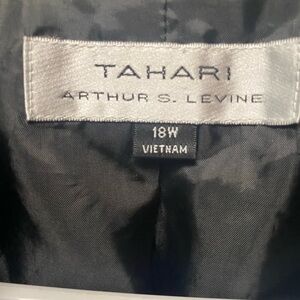 TAHARI
ARTHUR S. LEVINE
18W
VIETNAM